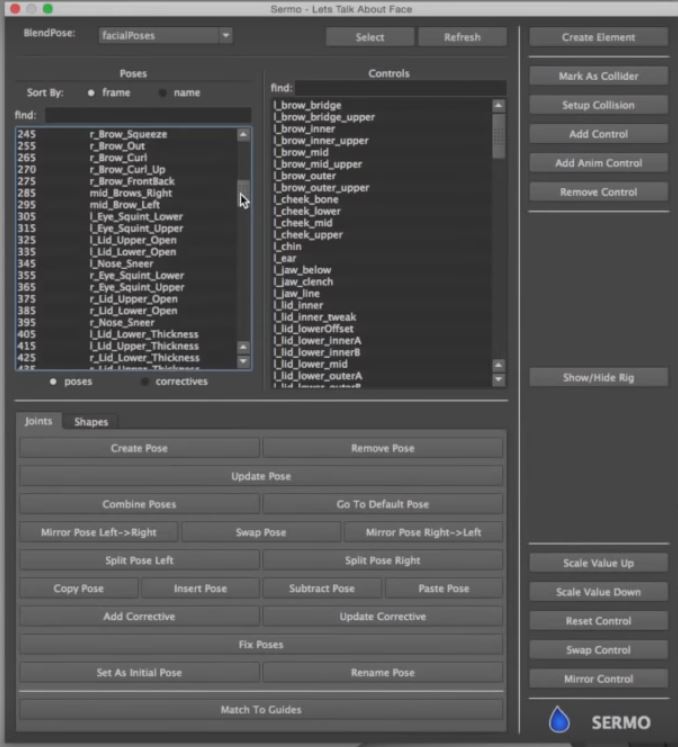 Sermo - Lets Talk About Face
BlendPose: facialPoses Select Refresh
Poses
Sort By: frame name
find:
245 r_Brow_Squeeze
255 r_Brow_Out
265 r_Brow_Curl
270 r_Brow_Curl_Up
275 r_Brow_FrontBack
285 mid_Brows_Right
295 mid_Brow_Left
305 l_Eye_Squint_Lower
315 l_Eye_Squint_Upper
325 l_Lid_Upper_Open
335 l_Lid_Lower_Open
345 l_Nose_Sneer
355 r_Eye_Squint_Lower
365 r_Eye_Squint_Upper
375 r_Lid_Upper_Open
385 r_Lid_Lower_Open
395 r_Nose_Sneer
405 l_Lid_Lower_Thickness
415 l_Lid_Upper_Thickness
425 r_Lid_Lower_Thickness
435 r_Lid_Upper_Thickness
poses correctives
Controls
find:
l_brow_bridge
l_brow_bridge_upper
l_brow_inner
l_brow_inner_upper
l_brow_mid
l_brow_mid_upper
l_brow_outer
l_brow_outer_upper
l_cheek_bone
l_cheek_lower
l_cheek_mid
l_cheek_upper
l_chin
l_ear
l_jaw_below
l_jaw_clench
l_jaw_line
l_lid_inner
l_lid_inner_tweak
l_lid_lowerOffset
l_lid_lower_innerA
l_lid_lower_innerB
l_lid_lower_mid
l_lid_lower_outerA
l_lid_lower_outerB
Joints Shapes
Create Pose Remove Pose
Update Pose
Combine Poses Go To Default Pose
Mirror Pose Left->Right Swap Pose Mirror Pose Right->Left
Split Pose Left Split Pose Right
Copy Pose Insert Pose Subtract Pose Paste Pose
Add Corrective Update Corrective
Fix Poses
Set As Initial Pose Rename Pose
Match To Guides
Create Element
Mark As Collider
Setup Collision
Add Control
Add Anim Control
Remove Control
Show/Hide Rig
Scale Value Up
Scale Value Down
Reset Control
Swap Control
Mirror Control
SERMO